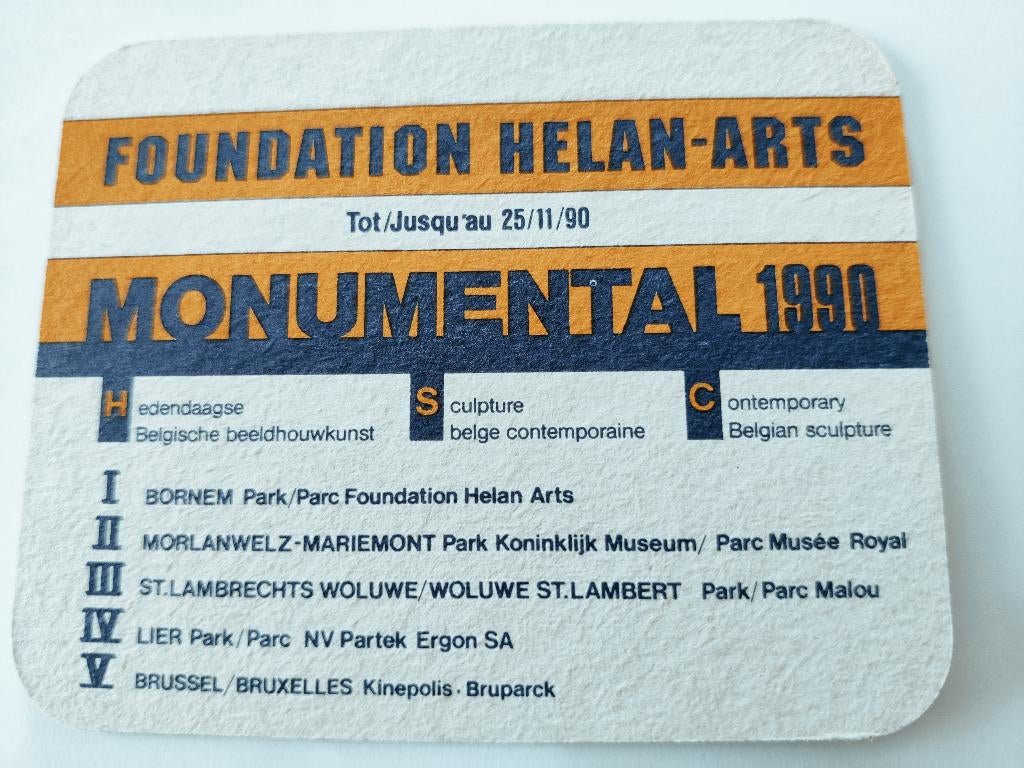 FOUNDATION HELAN-ARTS
Tot/Jusqu'au 25/11/90
MONUMENTAL 1990
Hedendaagse
Belgische beeldhouwkunst
Sculpture
belge contemporaine
Contemporary
Belgian sculpture
I BORNEM Park/Parc Foundation Helan Arts
II MORLANWELZ-MARIEMONT Park Koninklijk Museum/ Parc Musée Royal
III ST.LAMBRECHTS WOLUWE/WOLUWE ST.LAMBERT Park/Parc Malou
IV LIER Park/Parc NV Partek Ergon SA
V BRUSSEL/BRUXELLES Kinepolis · Bruparck